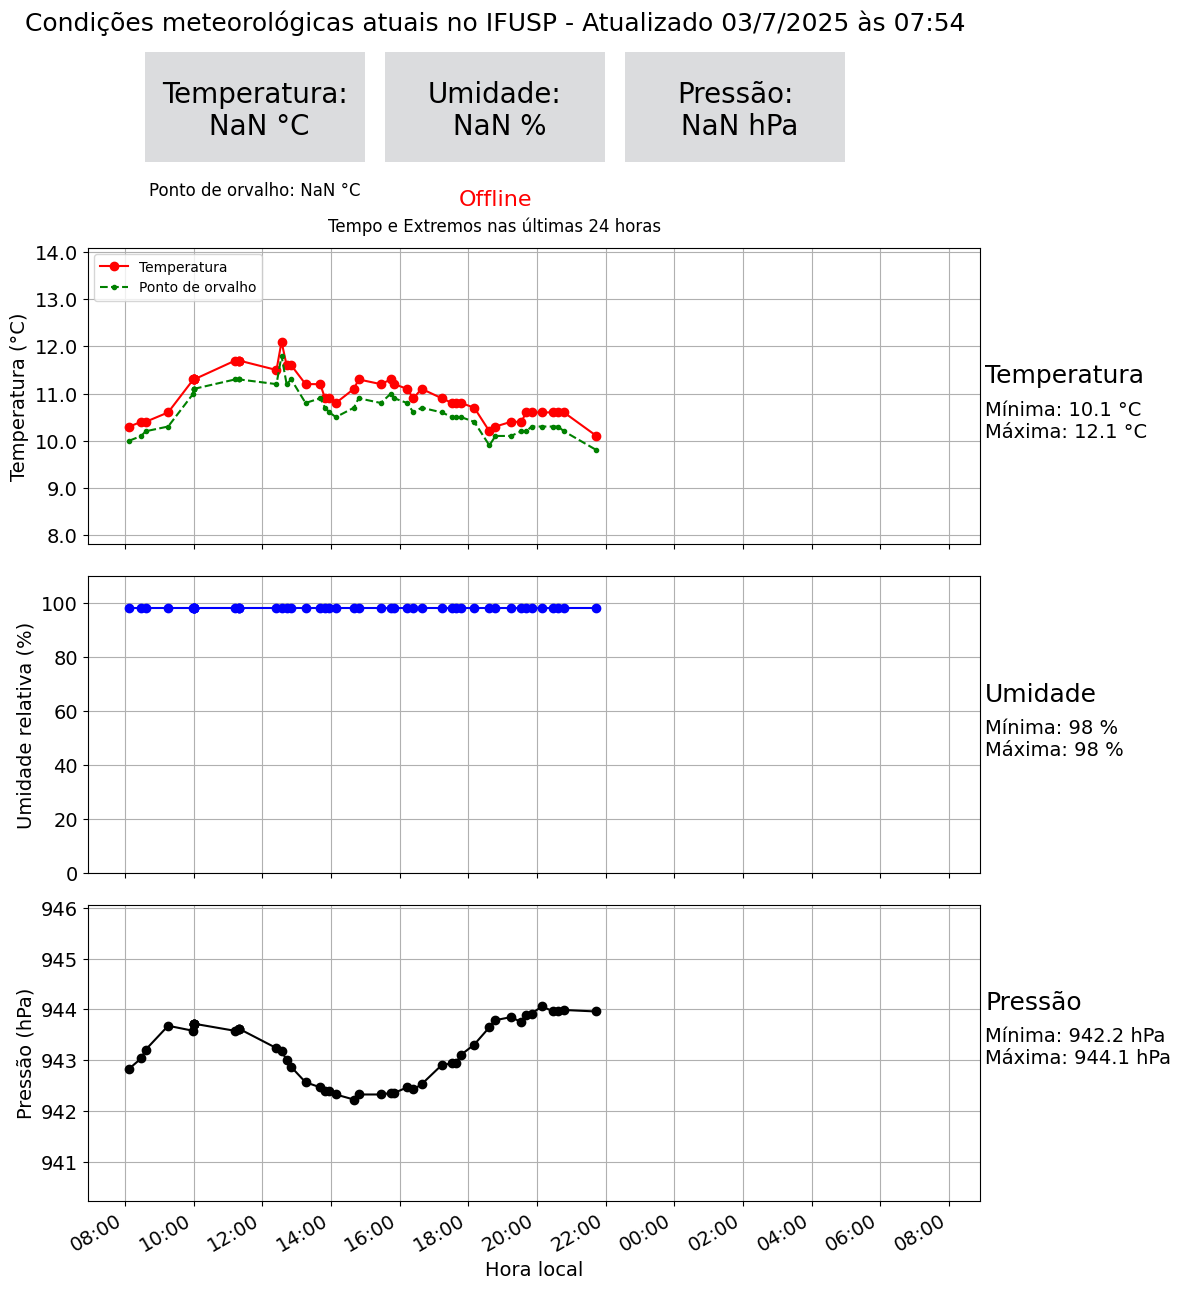 Condições meteorológicas atuais no IFUSP - Atualizado 03/7/2025 às 07:54
Temperatura:
NaN °C
Umidade:
NaN %
Pressão:
NaN hPa
Ponto de orvalho: NaN °C
Offline
Tempo e Extremos nas últimas 24 horas
14.0
13.0
12.0
11.0
10.0
9.0
8.0
Temperatura (°C)
Temperatura
Ponto de orvalho
Temperatura
Mínima: 10.1 °C
Máxima: 12.1 °C
100
80
60
40
20
0
Umidade relativa (%)
Umidade
Mínima: 98 %
Máxima: 98 %
946
945
944
943
942
941
Pressão (hPa)
Pressão
Mínima: 942.2 hPa
Máxima: 944.1 hPa
08:00
10:00
12:00
14:00
16:00
18:00
20:00
22:00
00:00
02:00
04:00
06:00
08:00
Hora local